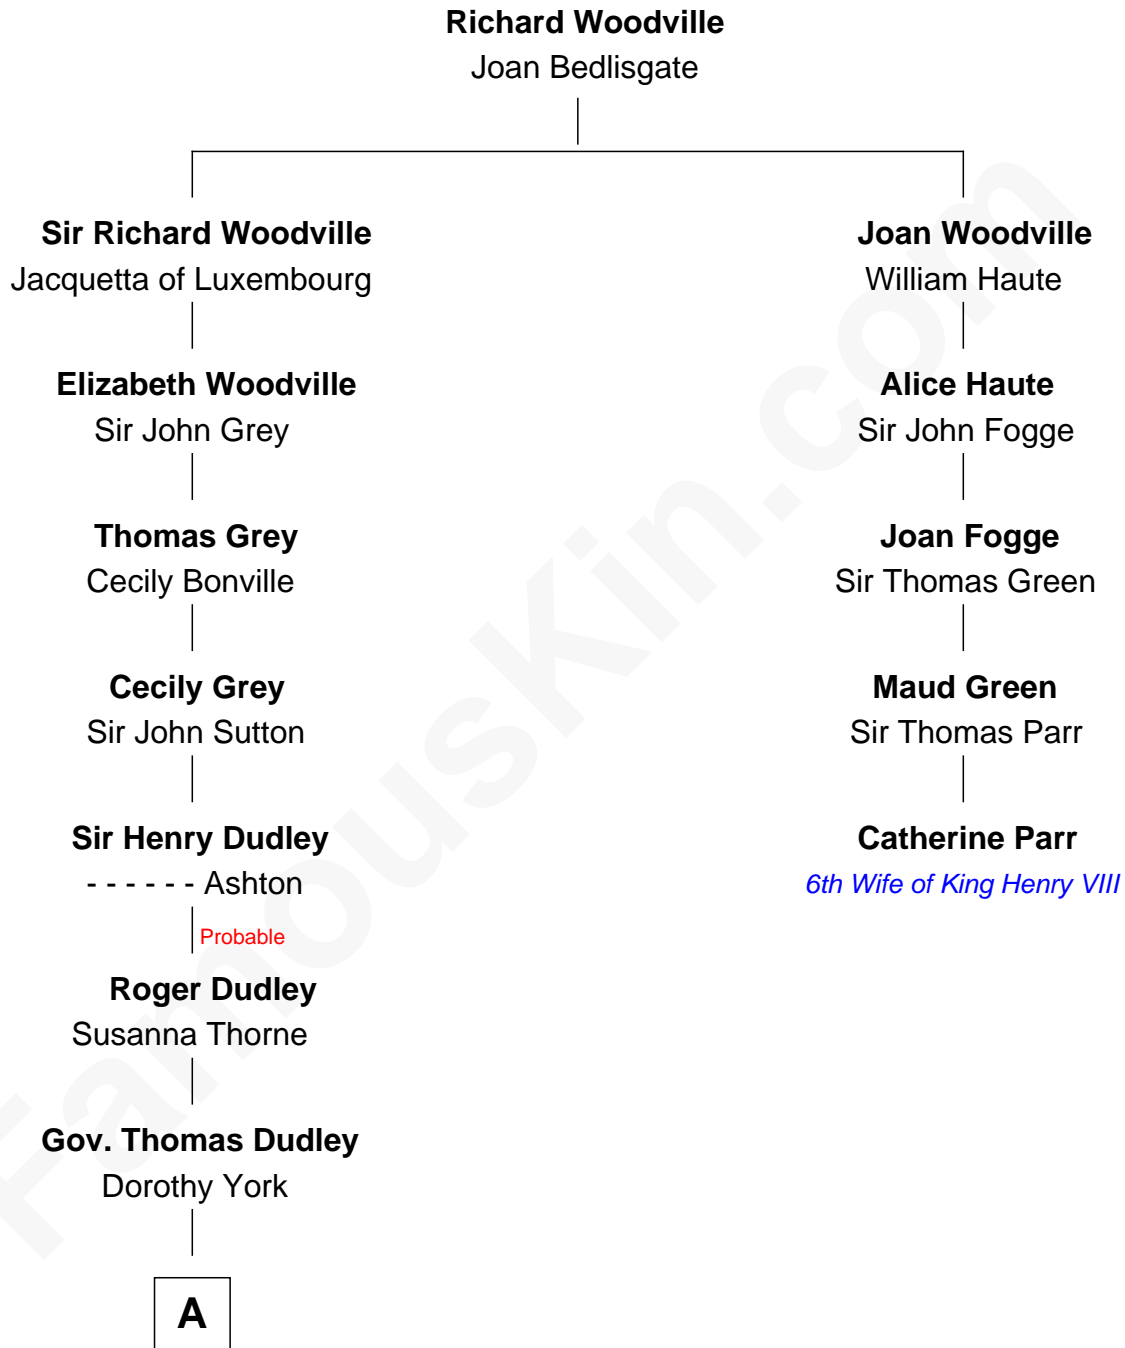 Richard Woodville
Joan Bedlisgate
Sir Richard Woodville
Jacquetta of Luxembourg
Elizabeth Woodville
Sir John Grey
Thomas Grey
Cecily Bonville
Cecily Grey
Sir John Sutton
Sir Henry Dudley
- - - - - - Ashton
Probable
Roger Dudley
Susanna Thorne
Gov. Thomas Dudley
Dorothy York
A
Joan Woodville
William Haute
Alice Haute
Sir John Fogge
Joan Fogge
Sir Thomas Green
Maud Green
Sir Thomas Parr
Catherine Parr
6th Wife of King Henry VIII
FamousKin.com